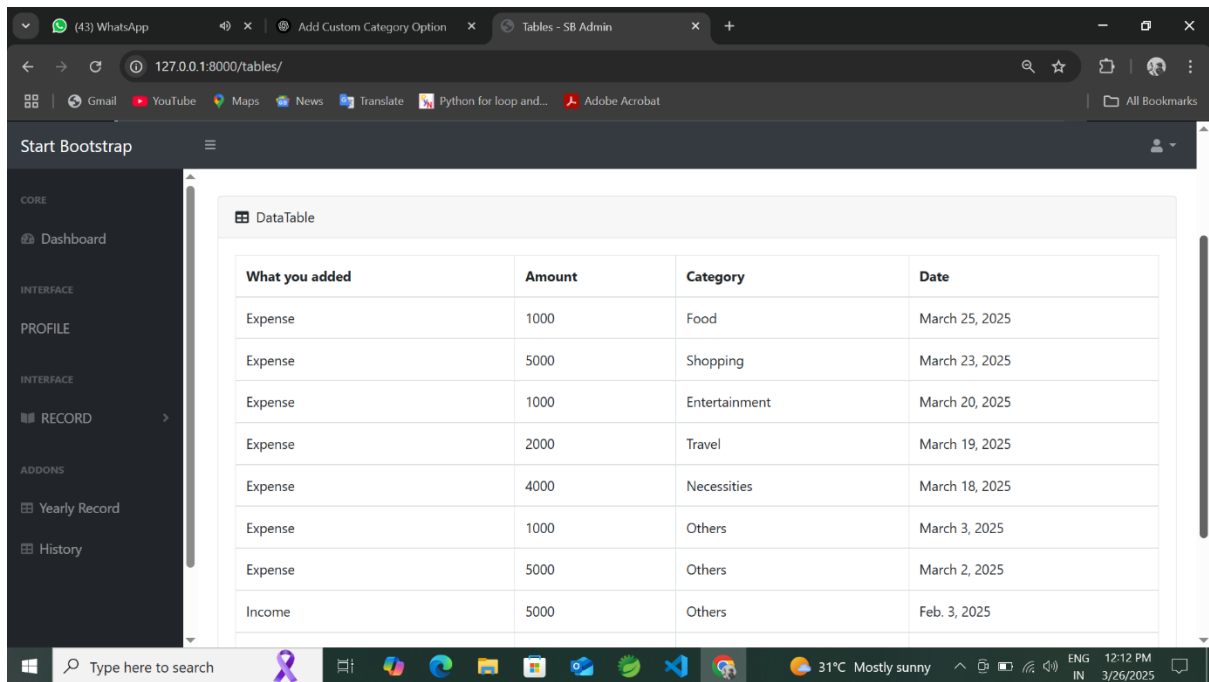 (43) WhatsApp
Add Custom Category Option
Tables - SB Admin
127.0.0.1:8000/tables/
Gmail YouTube Maps News Translate Python for loop and... Adobe Acrobat All Bookmarks
Start Bootstrap
CORE
Dashboard
INTERFACE
PROFILE
INTERFACE
RECORD
ADDONS
Yearly Record
History
DataTable
What you added Amount Category Date
Expense 1000 Food March 25, 2025
Expense 5000 Shopping March 23, 2025
Expense 1000 Entertainment March 20, 2025
Expense 2000 Travel March 19, 2025
Expense 4000 Necessities March 18, 2025
Expense 1000 Others March 3, 2025
Expense 5000 Others March 2, 2025
Income 5000 Others Feb. 3, 2025
Type here to search
31°C Mostly sunny
ENG
IN
12:12 PM
3/26/2025